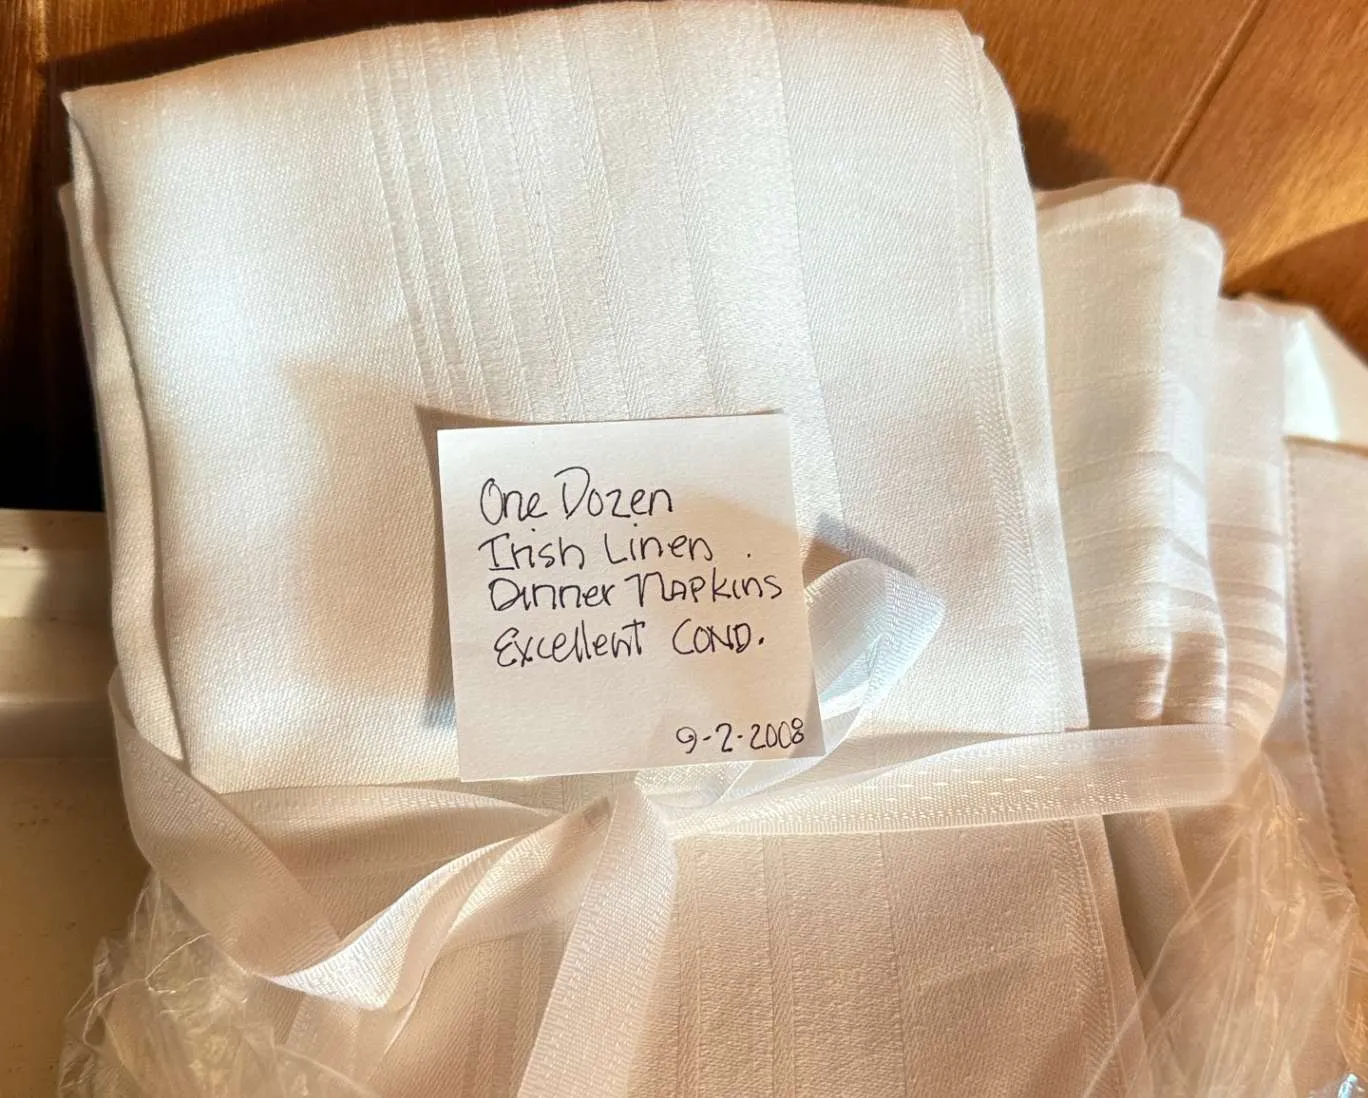 One Dozen
Irish Linen.
Dinner Napkins
Excellent COND.
9-2-2008